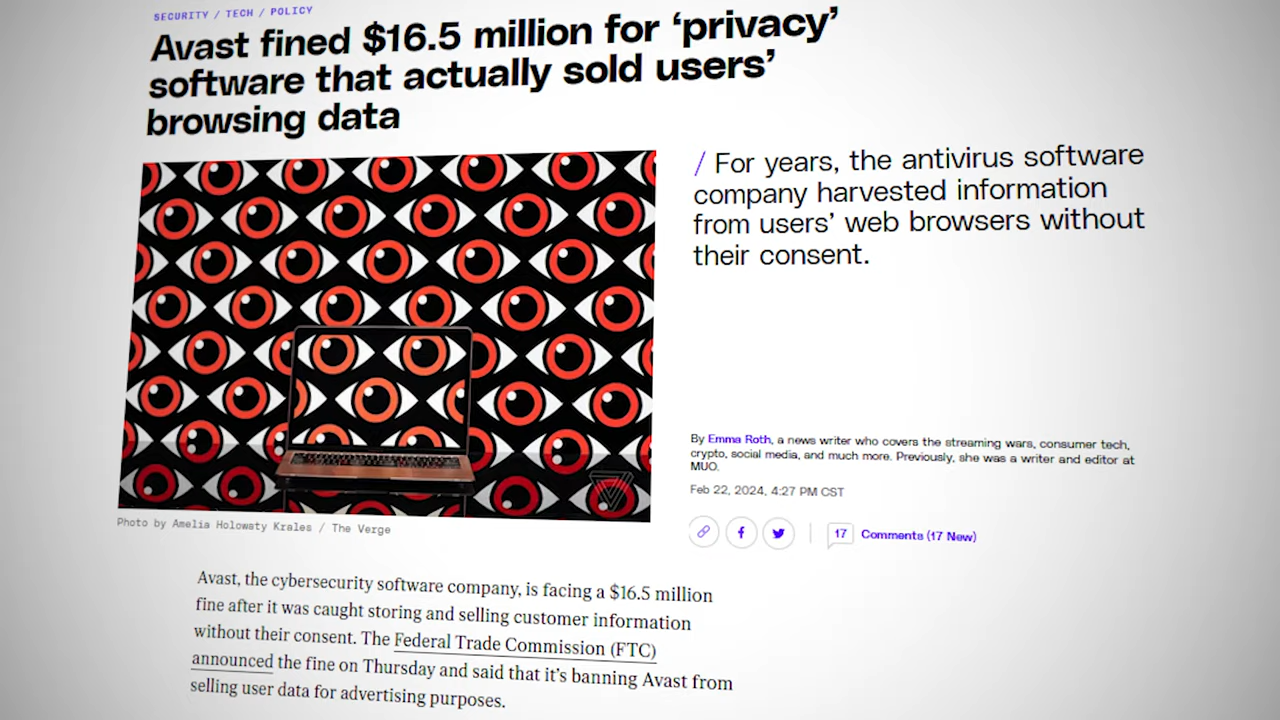 SECURITY / TECH / POLICY
Avast fined $16.5 million for ‘privacy’
software that actually sold users’
browsing data
/ For years, the antivirus software
company harvested information
from users’ web browsers without
their consent.
By Emma Roth, a news writer who covers the streaming wars, consumer tech,
crypto, social media, and much more. Previously, she was a writer and editor at
MUO.
Feb 22, 2024, 4:27 PM CST
17 Comments (17 New)
Photo by Amelia Holowaty Krales / The Verge
Avast, the cybersecurity software company, is facing a $16.5 million
fine after it was caught storing and selling customer information
without their consent. The Federal Trade Commission (FTC)
announced the fine on Thursday and said that it’s banning Avast from
selling user data for advertising purposes.